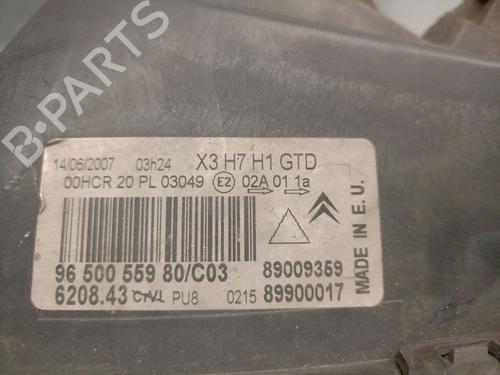 B-PARTS
14/06/2007 03h24 X3 H7 H1 GTD
00HCR 20 PL 03049 E2 02A 01 1a
96 500 559 80/C03 89009359
6208.43 PU8 0215 89900017
MADE IN E. U.